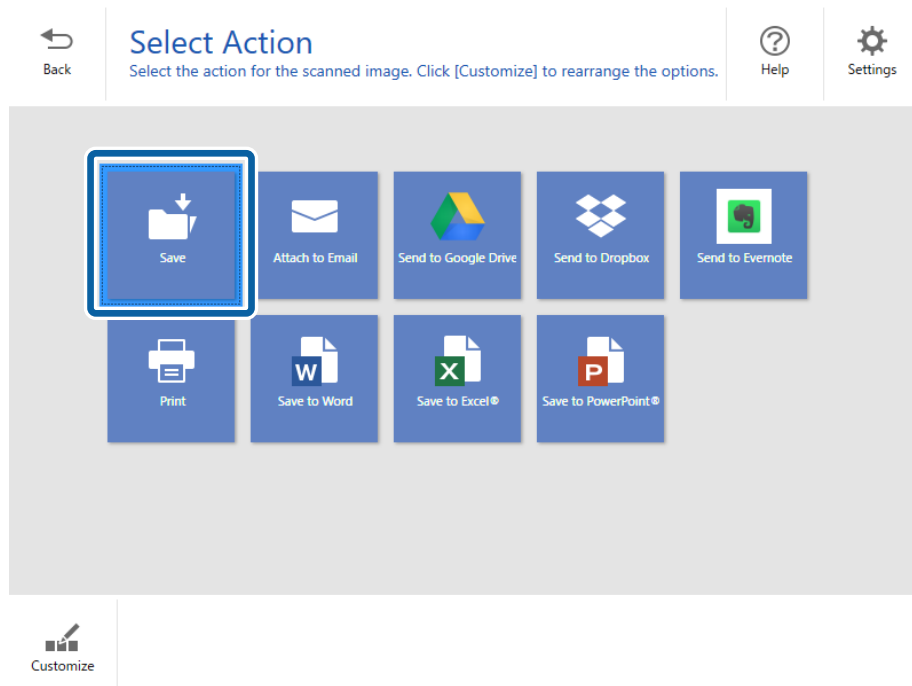 Back
Select Action
Select the action for the scanned image. Click [Customize] to rearrange the options.
Help
Settings
Save
Attach to Email
Send to Google Drive
Send to Dropbox
Send to Evernote
Print
W
Save to Word
X
Save to Excel®
P
Save to PowerPoint®
Customize